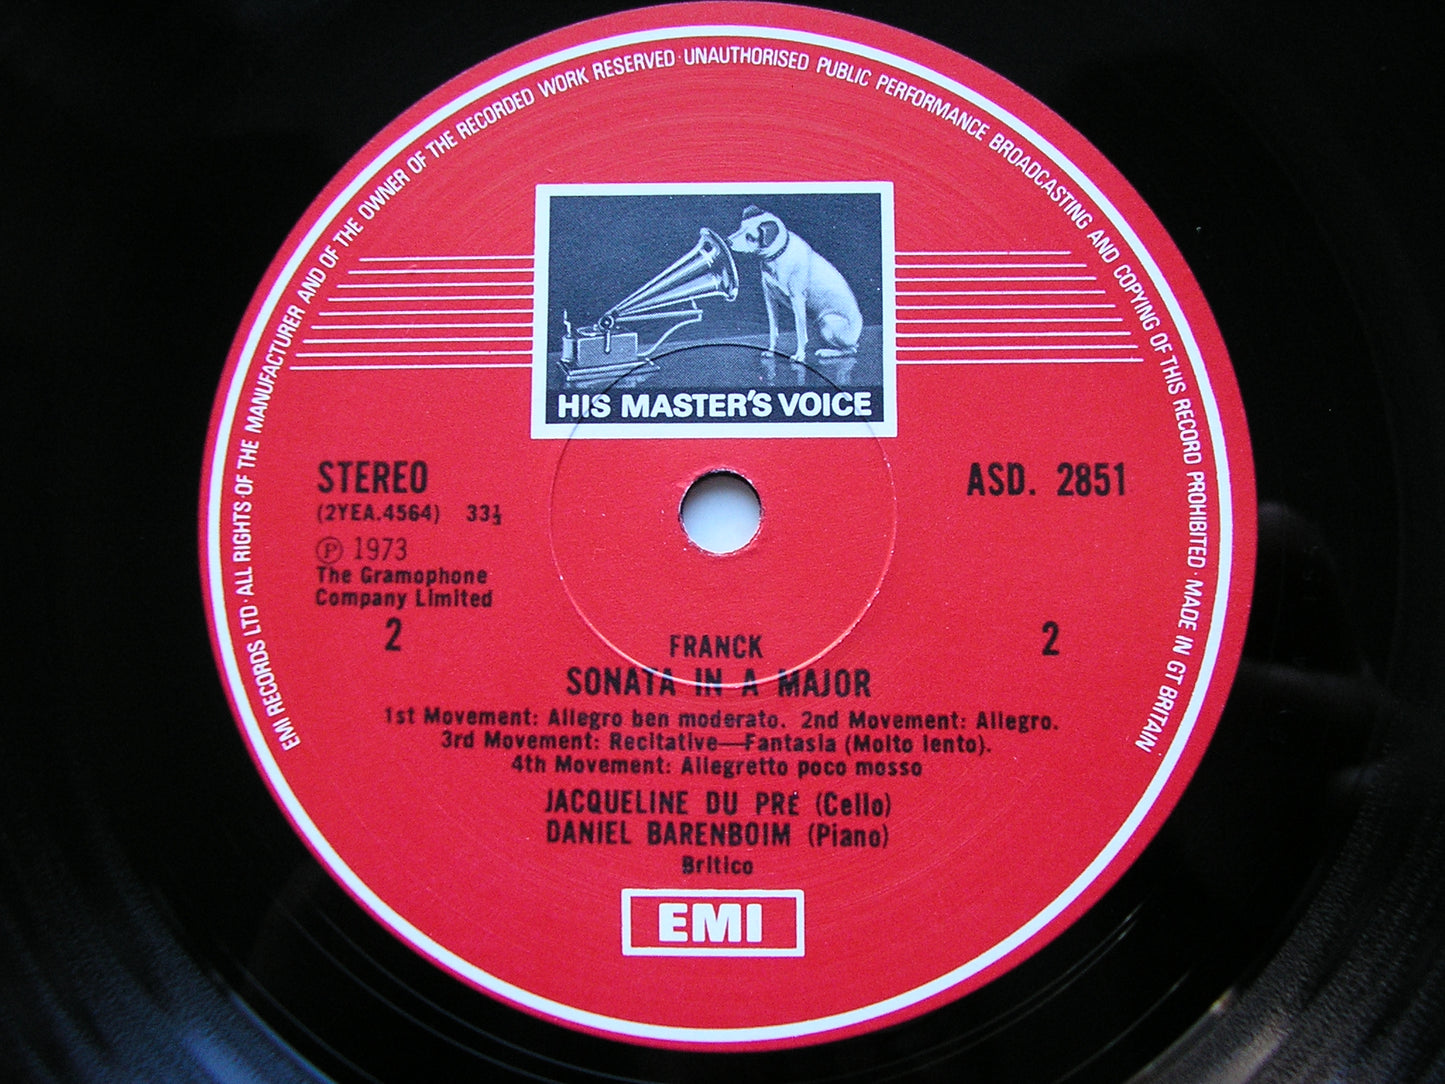 EMI RECORDS LTD · ALL RIGHTS OF THE MANUFACTURER AND OF THE OWNER OF THE RECORDED WORK RESERVED · UNAUTHORISED PUBLIC PERFORMANCE BROADCASTING AND COPYING OF THIS RECORD PROHIBITED · MADE IN GT BRITAIN
HIS MASTER'S VOICE
STEREO
ASD. 2851
(2YEA.4564) 33⅓
℗ 1973
The Gramophone
Company Limited
2
2
FRANCK
SONATA IN A MAJOR
1st Movement: Allegro ben moderato. 2nd Movement: Allegro.
3rd Movement: Recitative—Fantasia (Molto lento).
4th Movement: Allegretto poco mosso
JACQUELINE DU PRÉ (Cello)
DANIEL BARENBOIM (Piano)
Britico
EMI